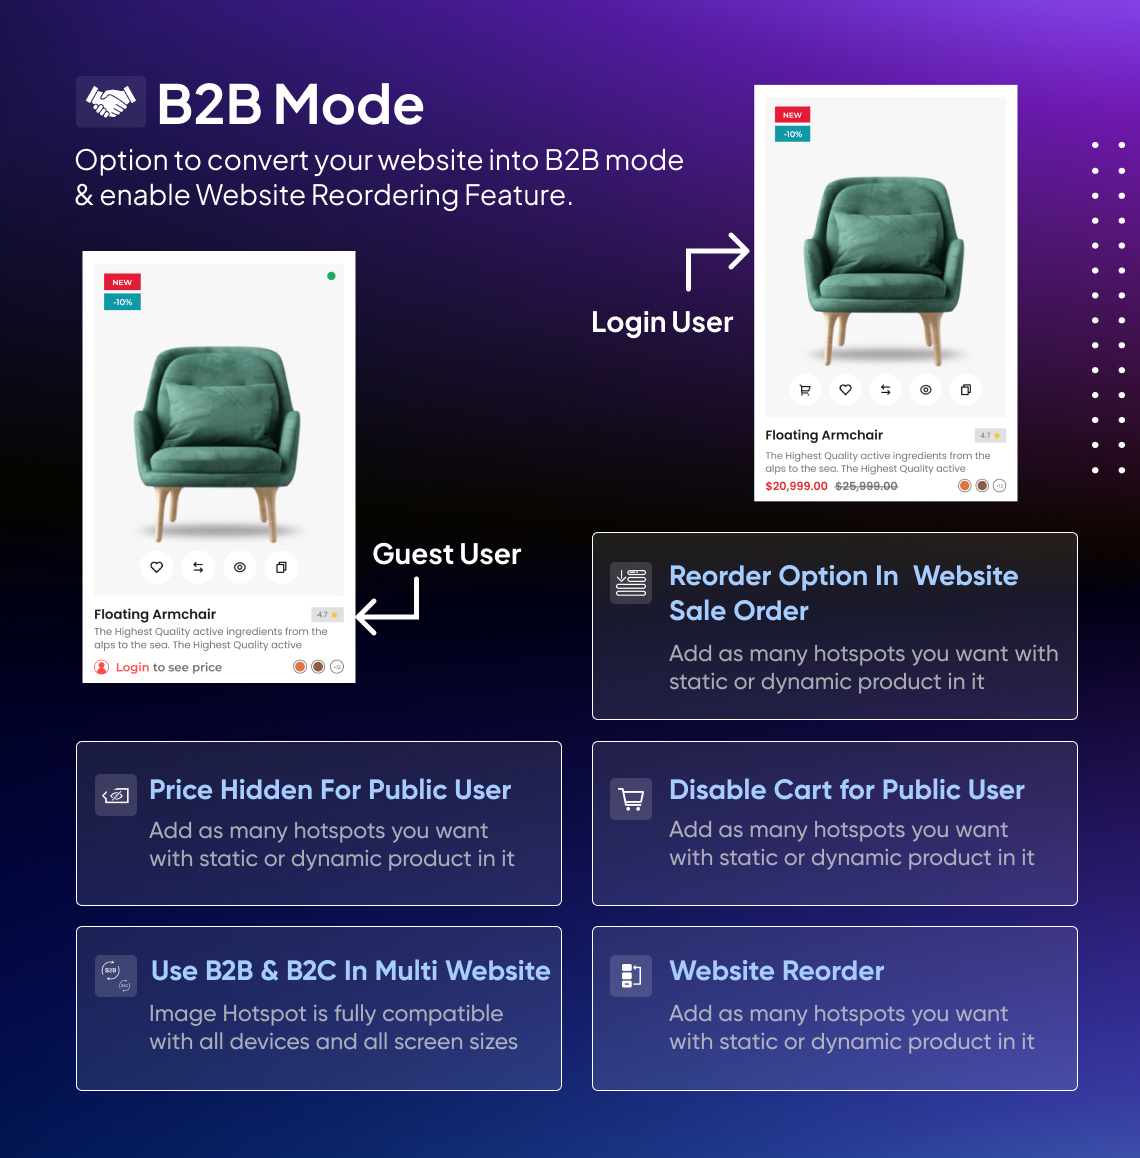 B2B Mode
Option to convert your website into B2B mode
& enable Website Reordering Feature.
NEW
-10%
Login User
Floating Armchair
4.7
The Highest Quality active ingredients from the
alps to the sea. The Highest Quality active
$20,999.00 $25,999.00
+12
NEW
-10%
Guest User
Floating Armchair
4.7
The Highest Quality active ingredients from the
alps to the sea. The Highest Quality active
Login to see price
+12
Reorder Option In Website
Sale Order
Add as many hotspots you want with
static or dynamic product in it
Price Hidden For Public User
Add as many hotspots you want
with static or dynamic product in it
Disable Cart for Public User
Add as many hotspots you want
with static or dynamic product in it
B2B
Use B2B & B2C In Multi Website
Image Hotspot is fully compatible
with all devices and all screen sizes
Website Reorder
Add as many hotspots you want
with static or dynamic product in it